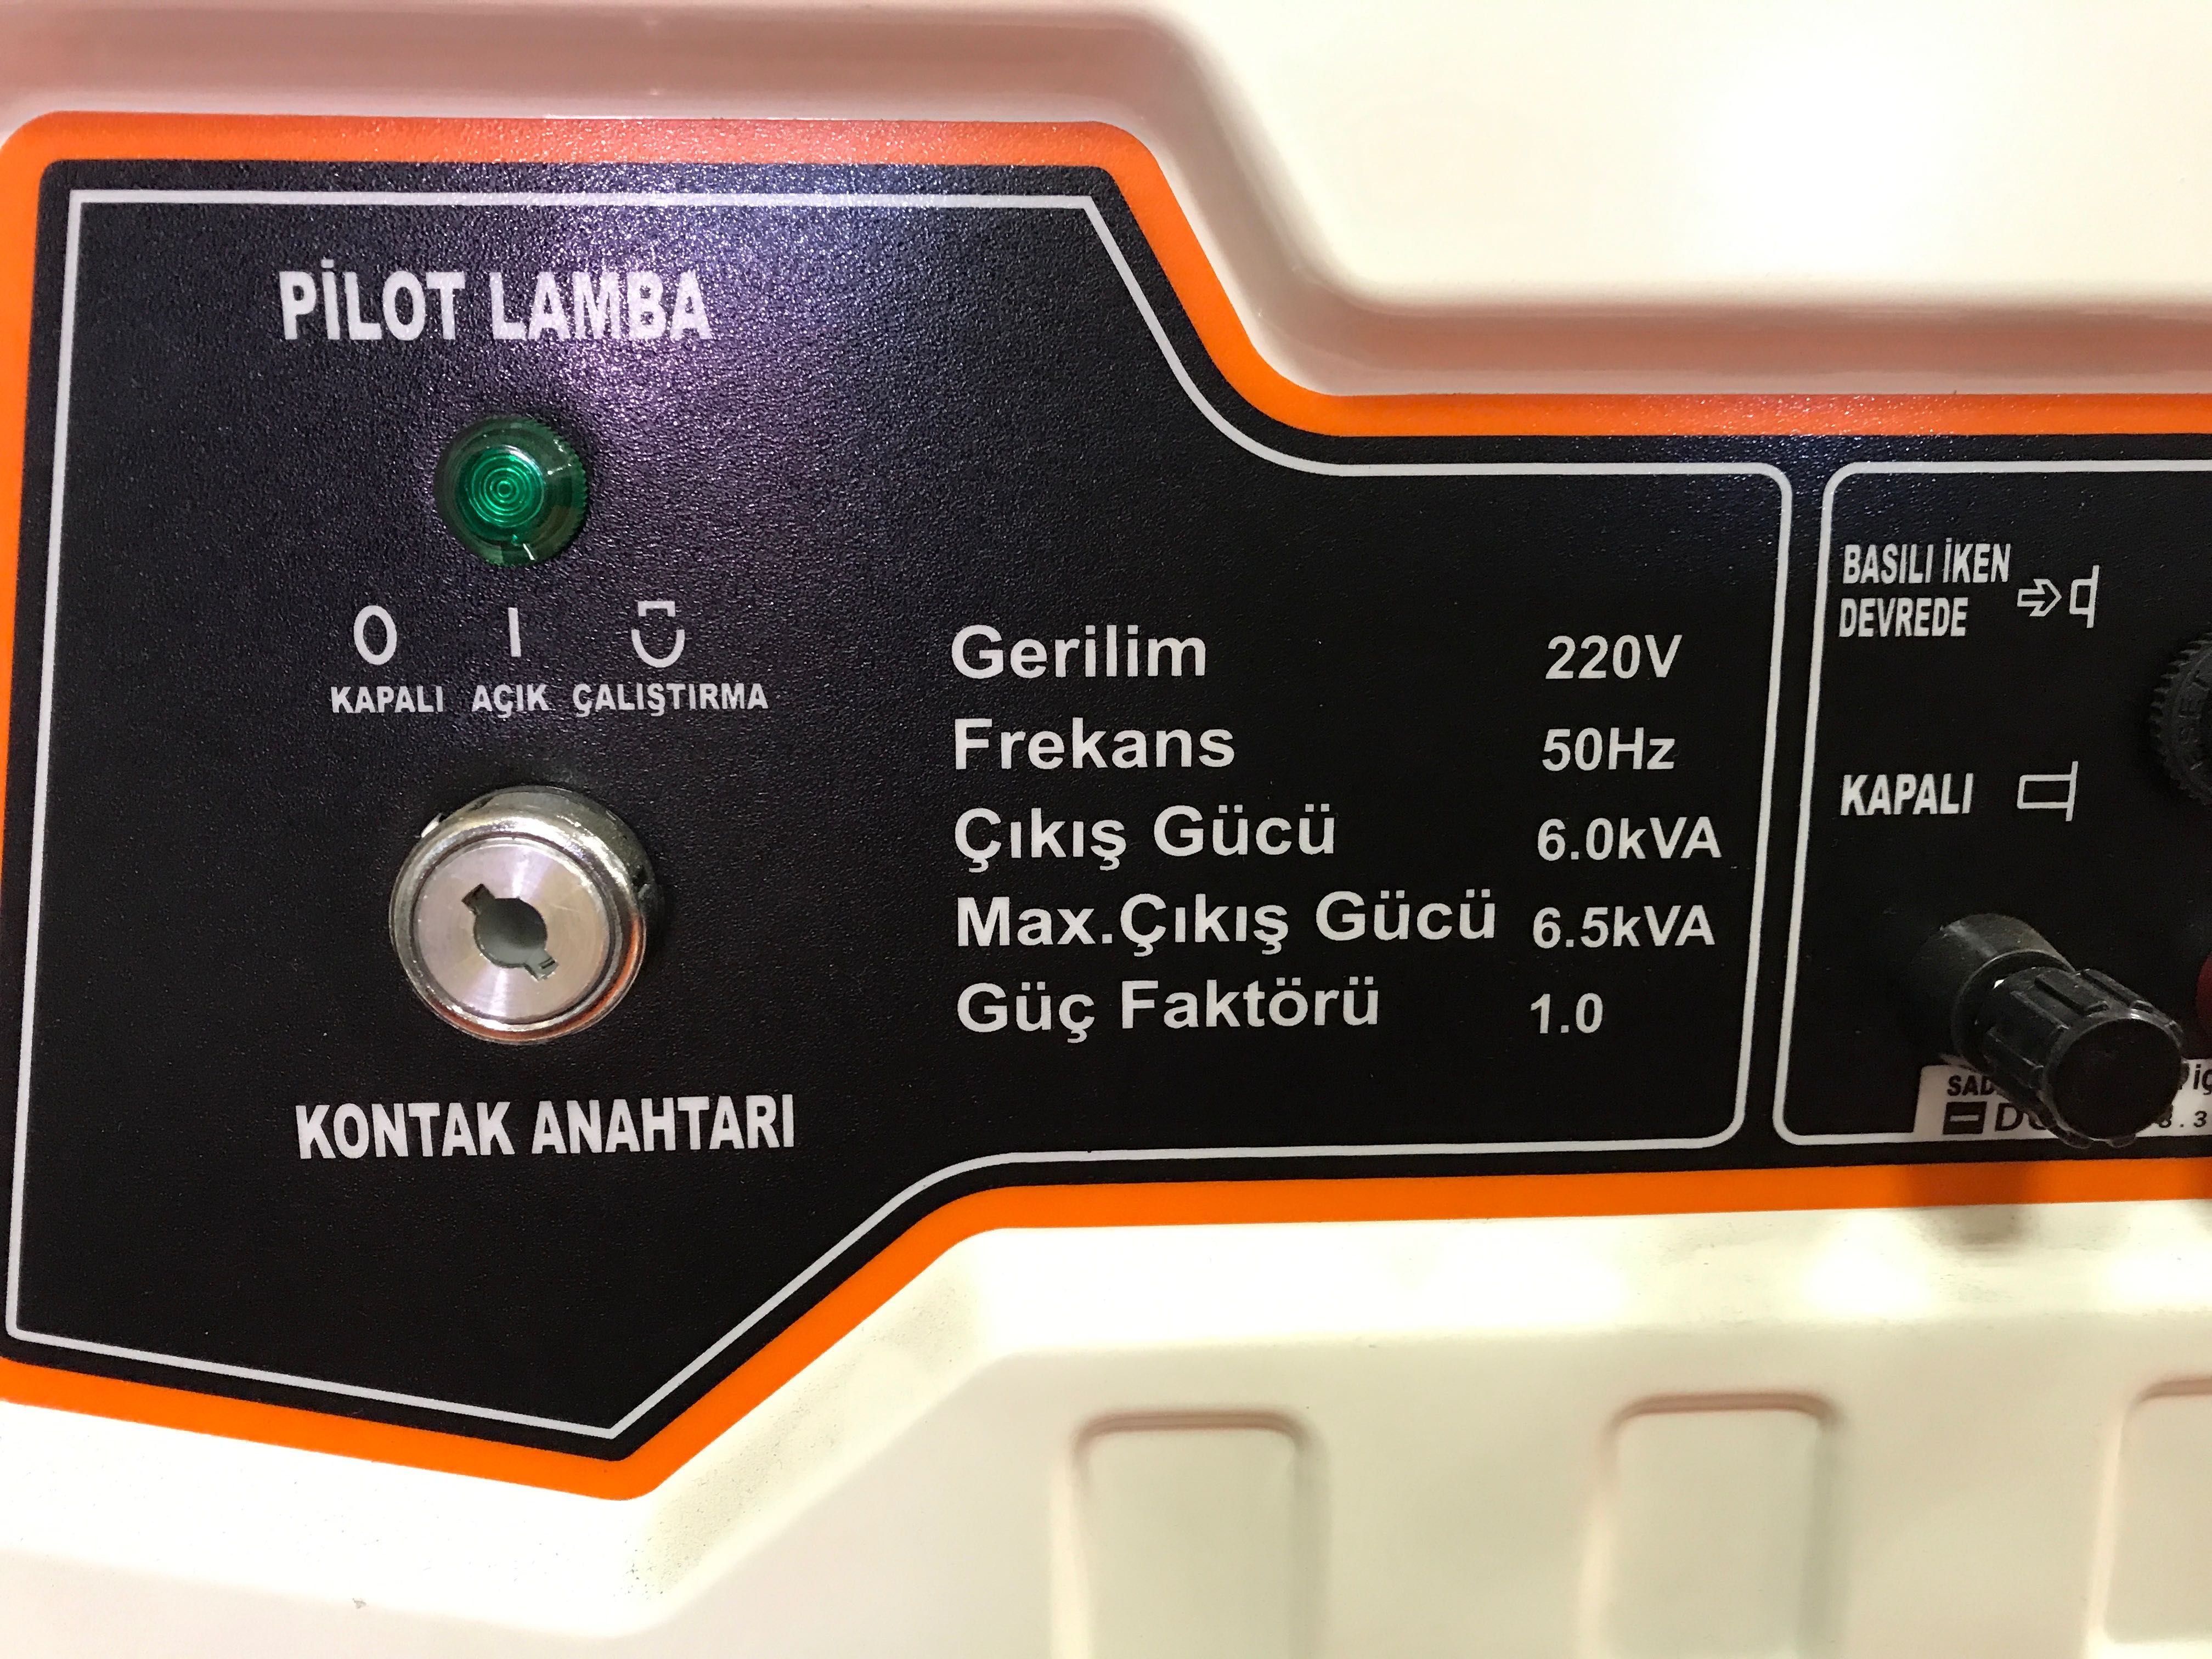 PİLOT LAMBA
O I
KAPALI AÇIK ÇALIŞTIRMA
KONTAK ANAHTARI
Gerilim 220V
Frekans 50Hz
Çıkış Gücü 6.0kVA
Max.Çıkış Gücü 6.5kVA
Güç Faktörü 1.0
BASILI İKEN
DEVREDE
KAPALI